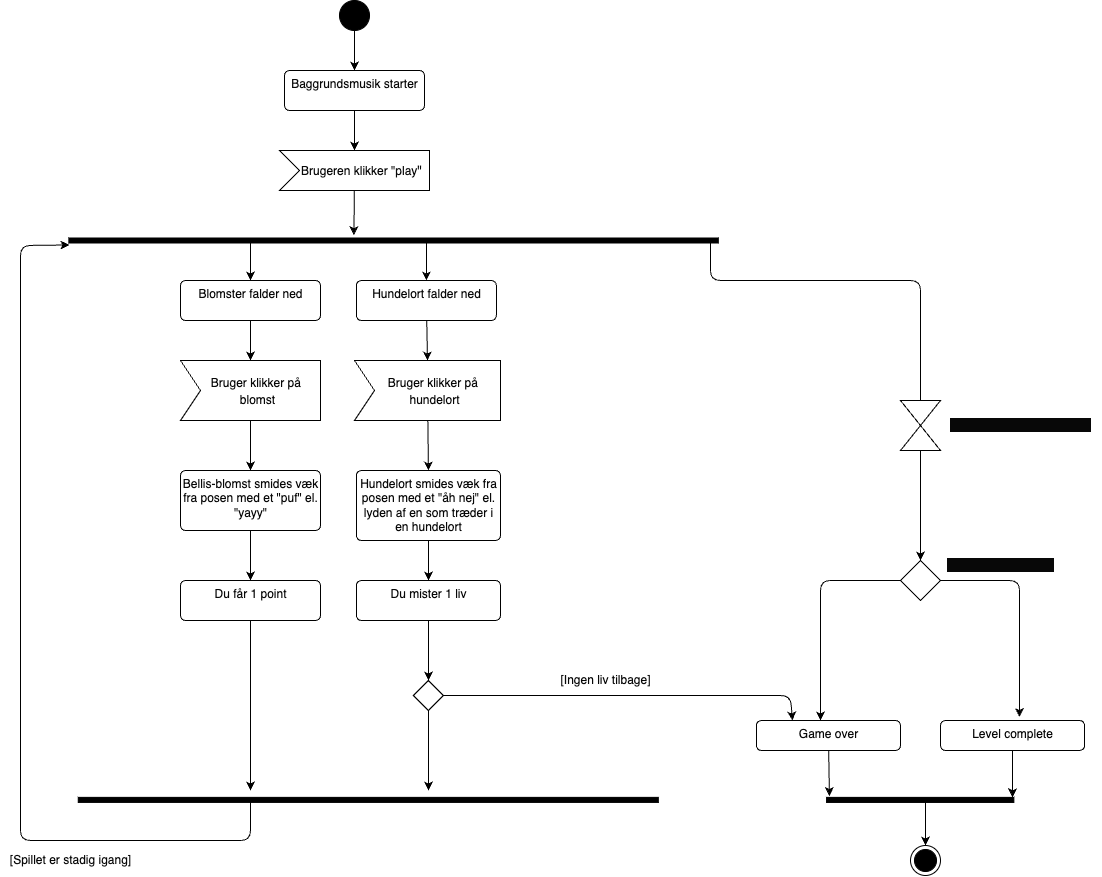 Baggrundsmusik starter
Brugeren klikker "play"
Blomster falder ned
Hundelort falder ned
Bruger klikker på
blomst
Bruger klikker på
hundelort
Bellis-blomst smides væk
fra posen med et "puf" el.
"yayy"
Hundelort smides væk fra
posen med et "åh nej" el.
lyden af en som træder i
en hundelort
Du får 1 point
Du mister 1 liv
[Ingen liv tilbage]
Game over
Level complete
[Spillet er stadig igang]